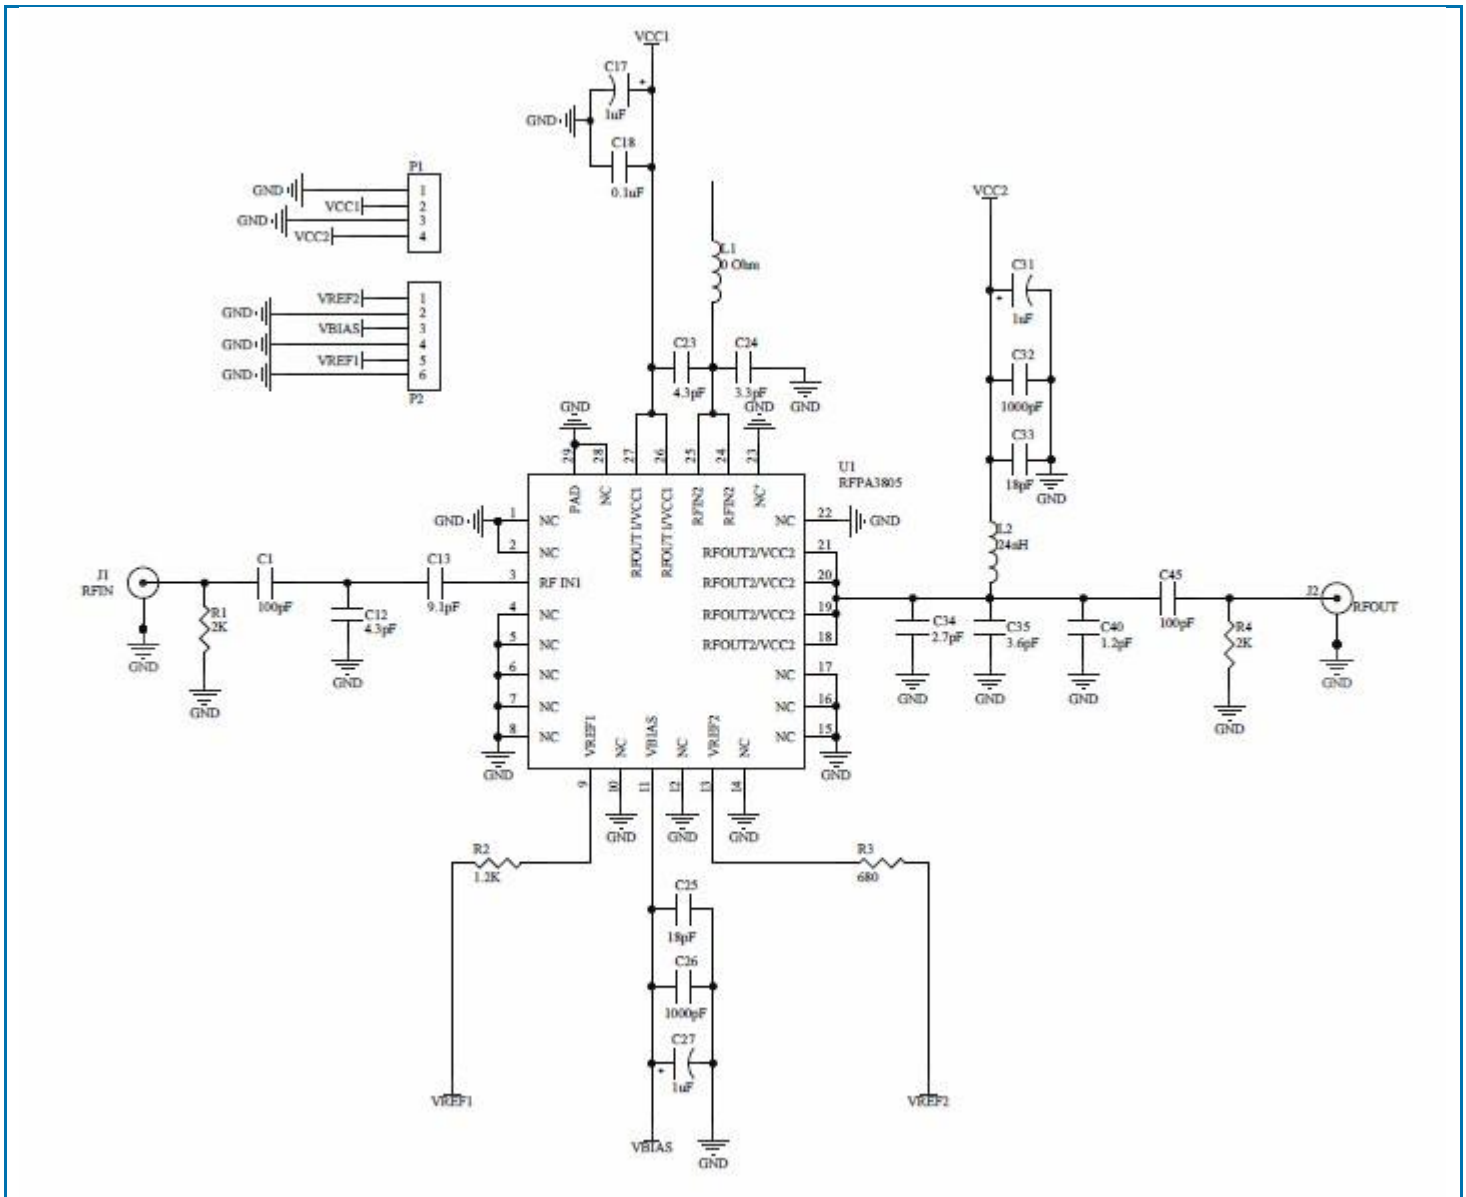 VCC1
C17
+
1uF
GND
C18
0.1uF
P1
GND 1
VCC1 2
GND 3
VCC2 4
VREF2 1
GND 2
VBIAS 3
GND 4
VREF1 5
GND 6
P2
L1
0 Ohm
VCC2
C31
+
1uF
C32
1000pF
C33
18pF
GND
C23
4.3pF
C24
3.3pF
GND
GND
GND
29
28
27
26
25
24
23
U1
RFPA3805
PAD
NC
RFOUT1/VCC1
RFOUT1/VCC1
RFIN2
RFIN2
NC'
GND 1 NC
2 NC
3 RF IN1
4 NC
5 NC
6 NC
7 NC
8 NC
GND
NC 22 GND
RFOUT2/VCC2 21
RFOUT2/VCC2 20
RFOUT2/VCC2 19
RFOUT2/VCC2 18
NC 17
NC 16
NC 15
GND
J1
RFIN
GND
R1
2K
GND
C1
100pF
C12
4.3pF
GND
C13
9.1pF
L2
24nH
C34
2.7pF
GND
C35
3.6pF
GND
C40
1.2pF
GND
C45
100pF
R4
2K
GND
J2
RFOUT
GND
VREF1
NC
VBIAS
NC
VREF2
NC
9
10
11
12
13
14
GND
GND
GND
R2
1.2K
R3
680
C25
18pF
C26
1000pF
C27
+
1uF
VREF1
VREF2
VBIAS
GND